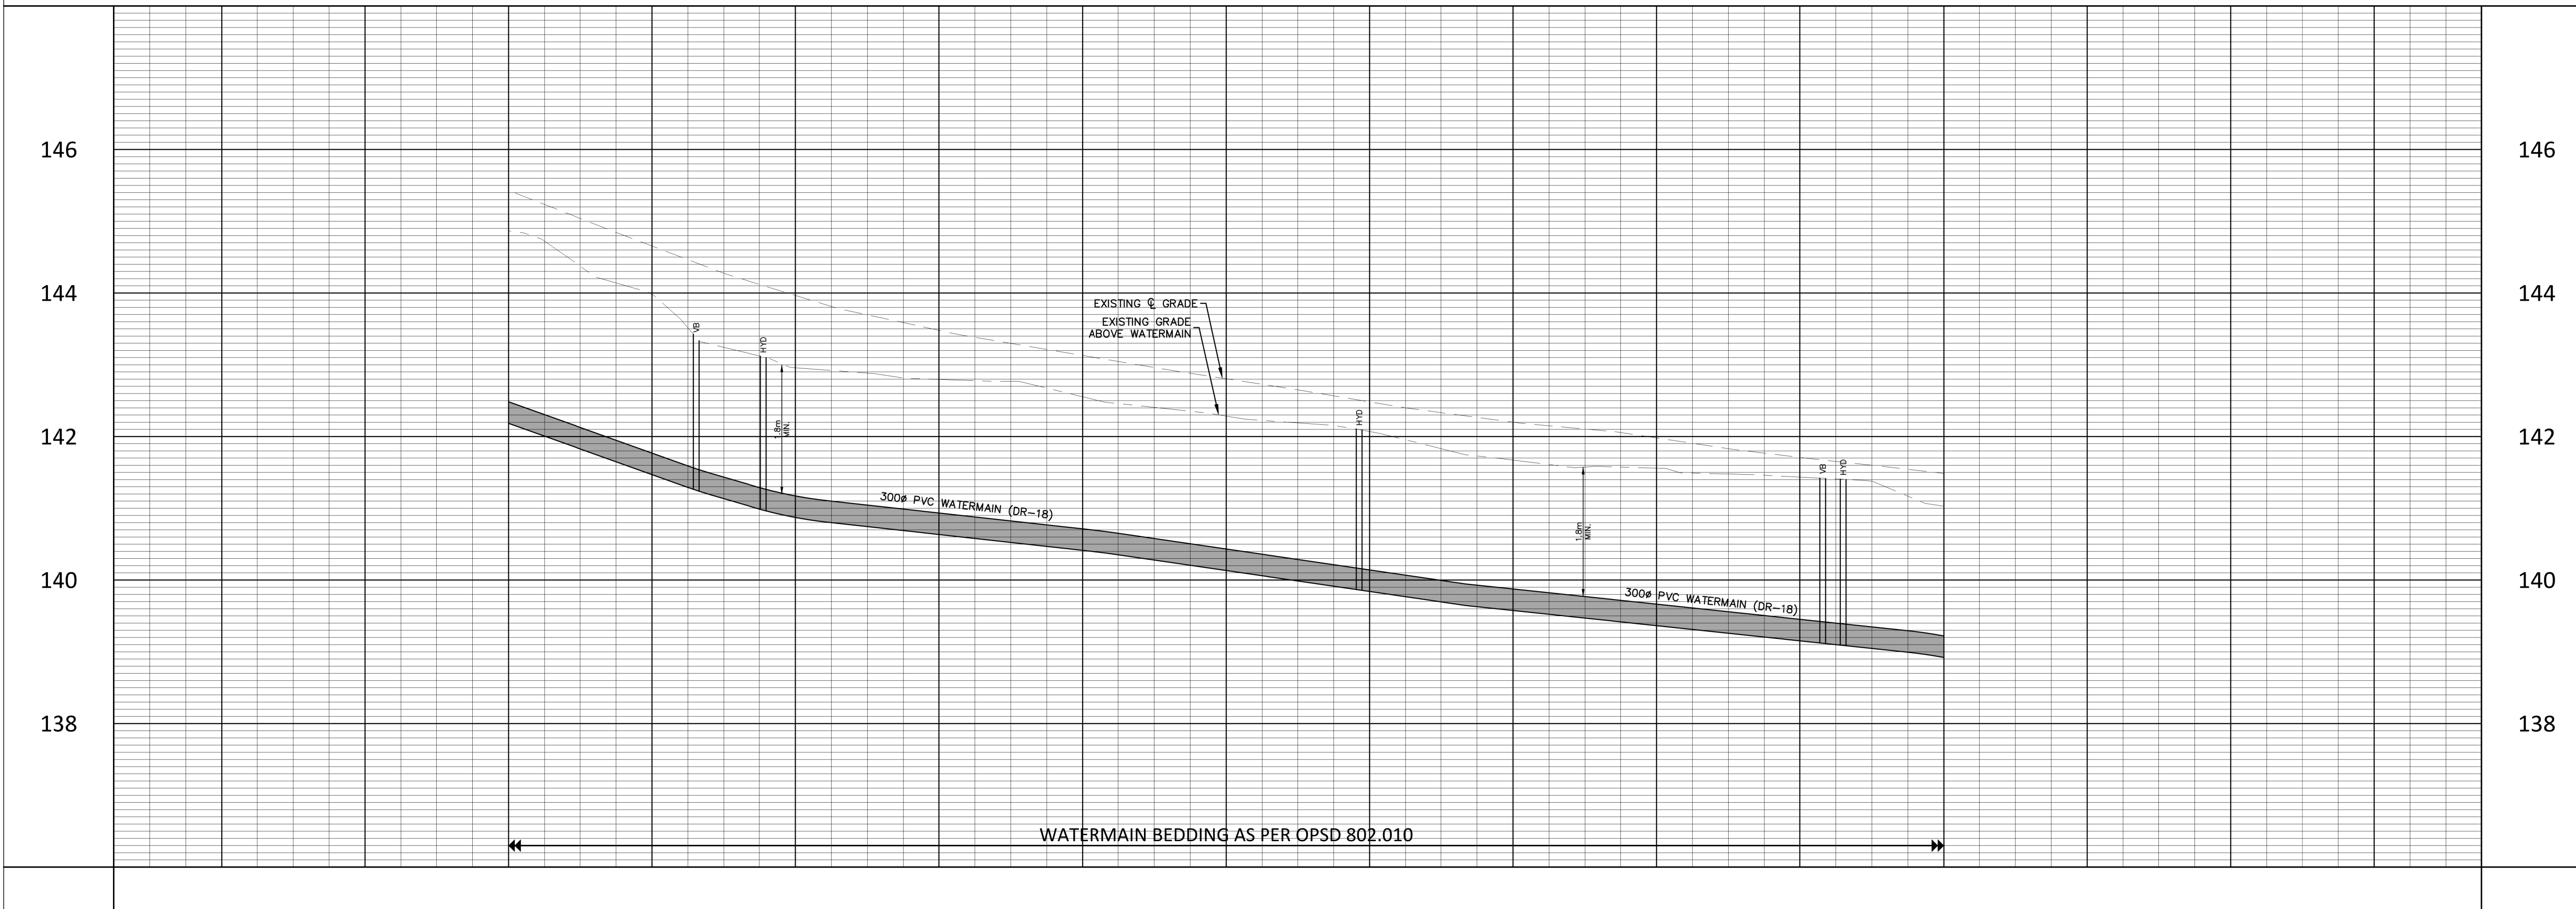 146
146
144
144
EXISTING ℄ GRADE
EXISTING GRADE
ABOVE WATERMAIN
VB
HYD
142
142
1.8m
MIN.
HYD
VB
HYD
300ø PVC WATERMAIN (DR-18)
1.8m
MIN.
140
140
300ø PVC WATERMAIN (DR-18)
138
138
WATERMAIN BEDDING AS PER OPSD 802.010